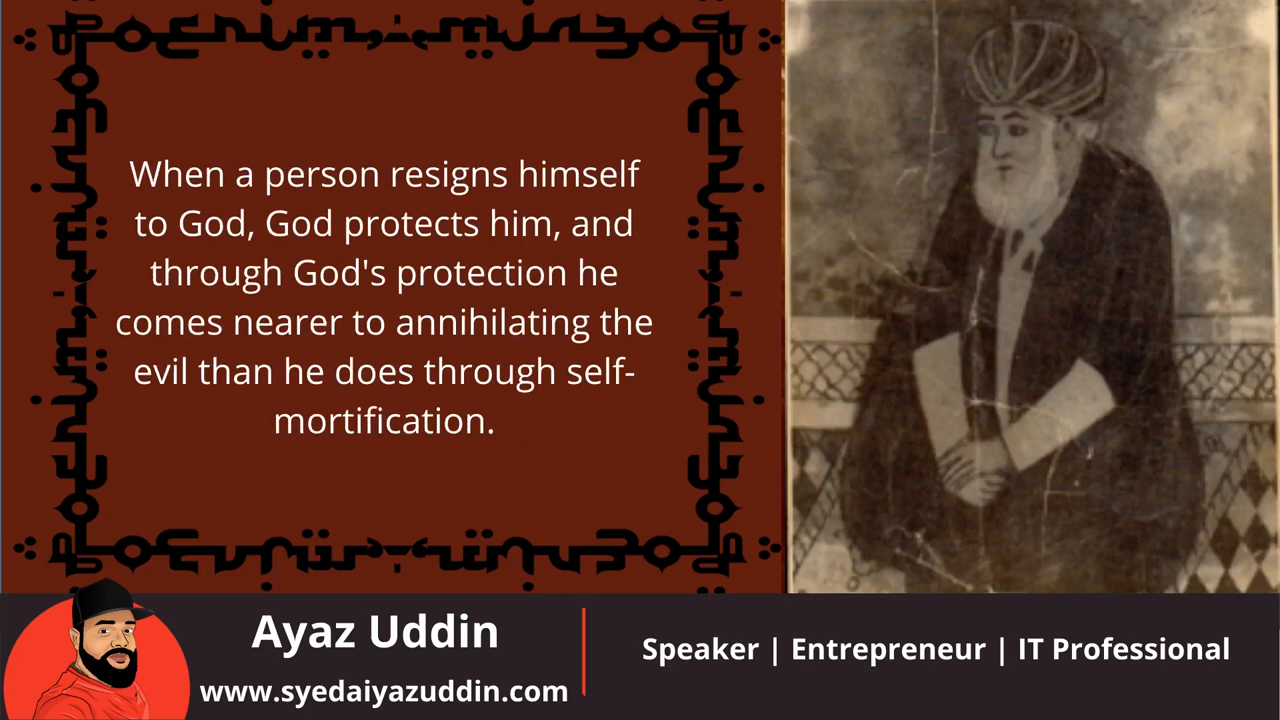 When a person resigns himself
to God, God protects him, and
through God's protection he
comes nearer to annihilating the
evil than he does through self-
mortification.
Ayaz Uddin
www.syedaiyazuddin.com
Speaker | Entrepreneur | IT Professional